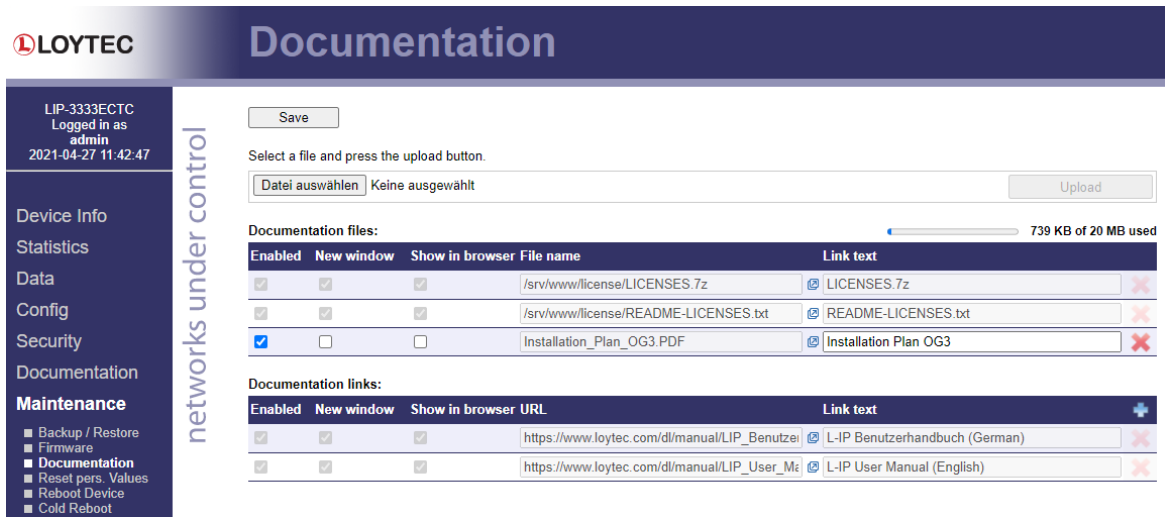 LOYTEC
Documentation
LIP-3333ECTC
Logged in as
admin
2021-04-27 11:42:47
Device Info
Statistics
Data
Config
Security
Documentation
Maintenance
Backup / Restore
Firmware
Documentation
Reset pers. Values
Reboot Device
Cold Reboot
networks under control
Save
Select a file and press the upload button.
Datei auswählen Keine ausgewählt Upload
Documentation files: 739 KB of 20 MB used
Enabled New window Show in browser File name Link text
/srv/www/license/LICENSES.7z LICENSES.7z
/srv/www/license/README-LICENSES.txt README-LICENSES.txt
Installation_Plan_OG3.PDF Installation Plan OG3
Documentation links:
Enabled New window Show in browser URL Link text
https://www.loytec.com/dl/manual/LIP_Benutzer L-IP Benutzerhandbuch (German)
https://www.loytec.com/dl/manual/LIP_User_Ma L-IP User Manual (English)